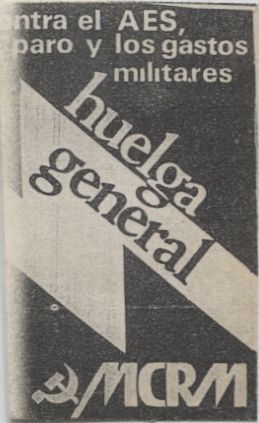 ntra el AES,
paro y los gastos
militares
huelga
general
MCRM